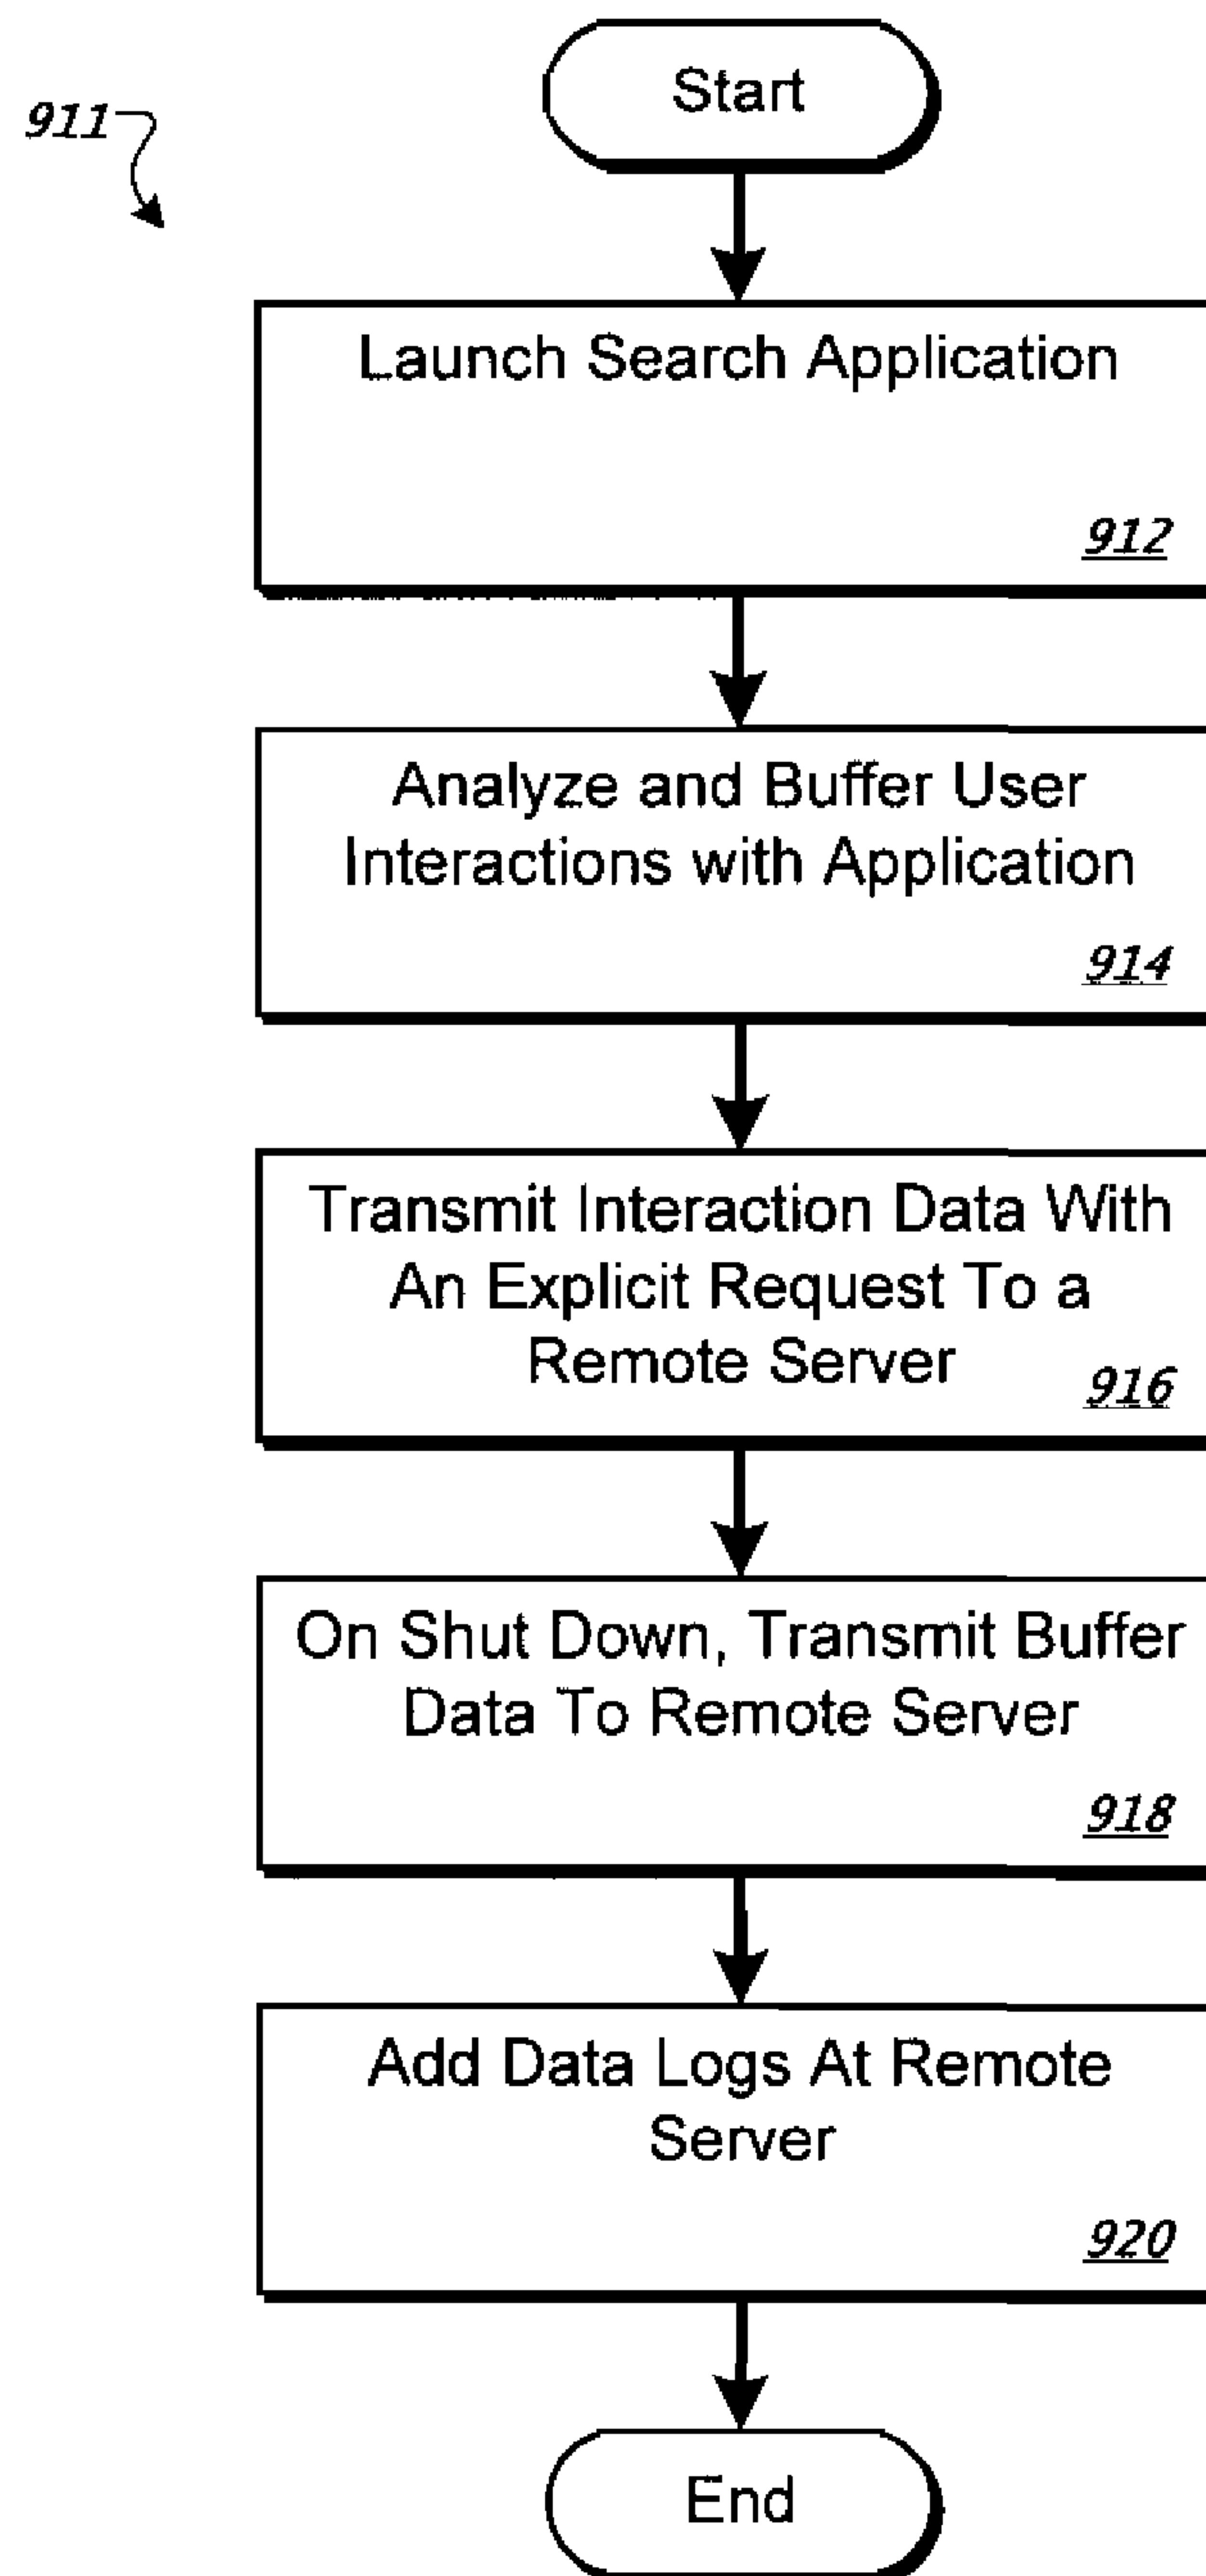 Start
911
Launch Search Application
912
Analyze and Buffer User
Interactions with Application
914
Transmit Interaction Data With
An Explicit Request To a
Remote Server
916
On Shut Down, Transmit Buffer
Data To Remote Server
918
Add Data Logs At Remote
Server
920
End